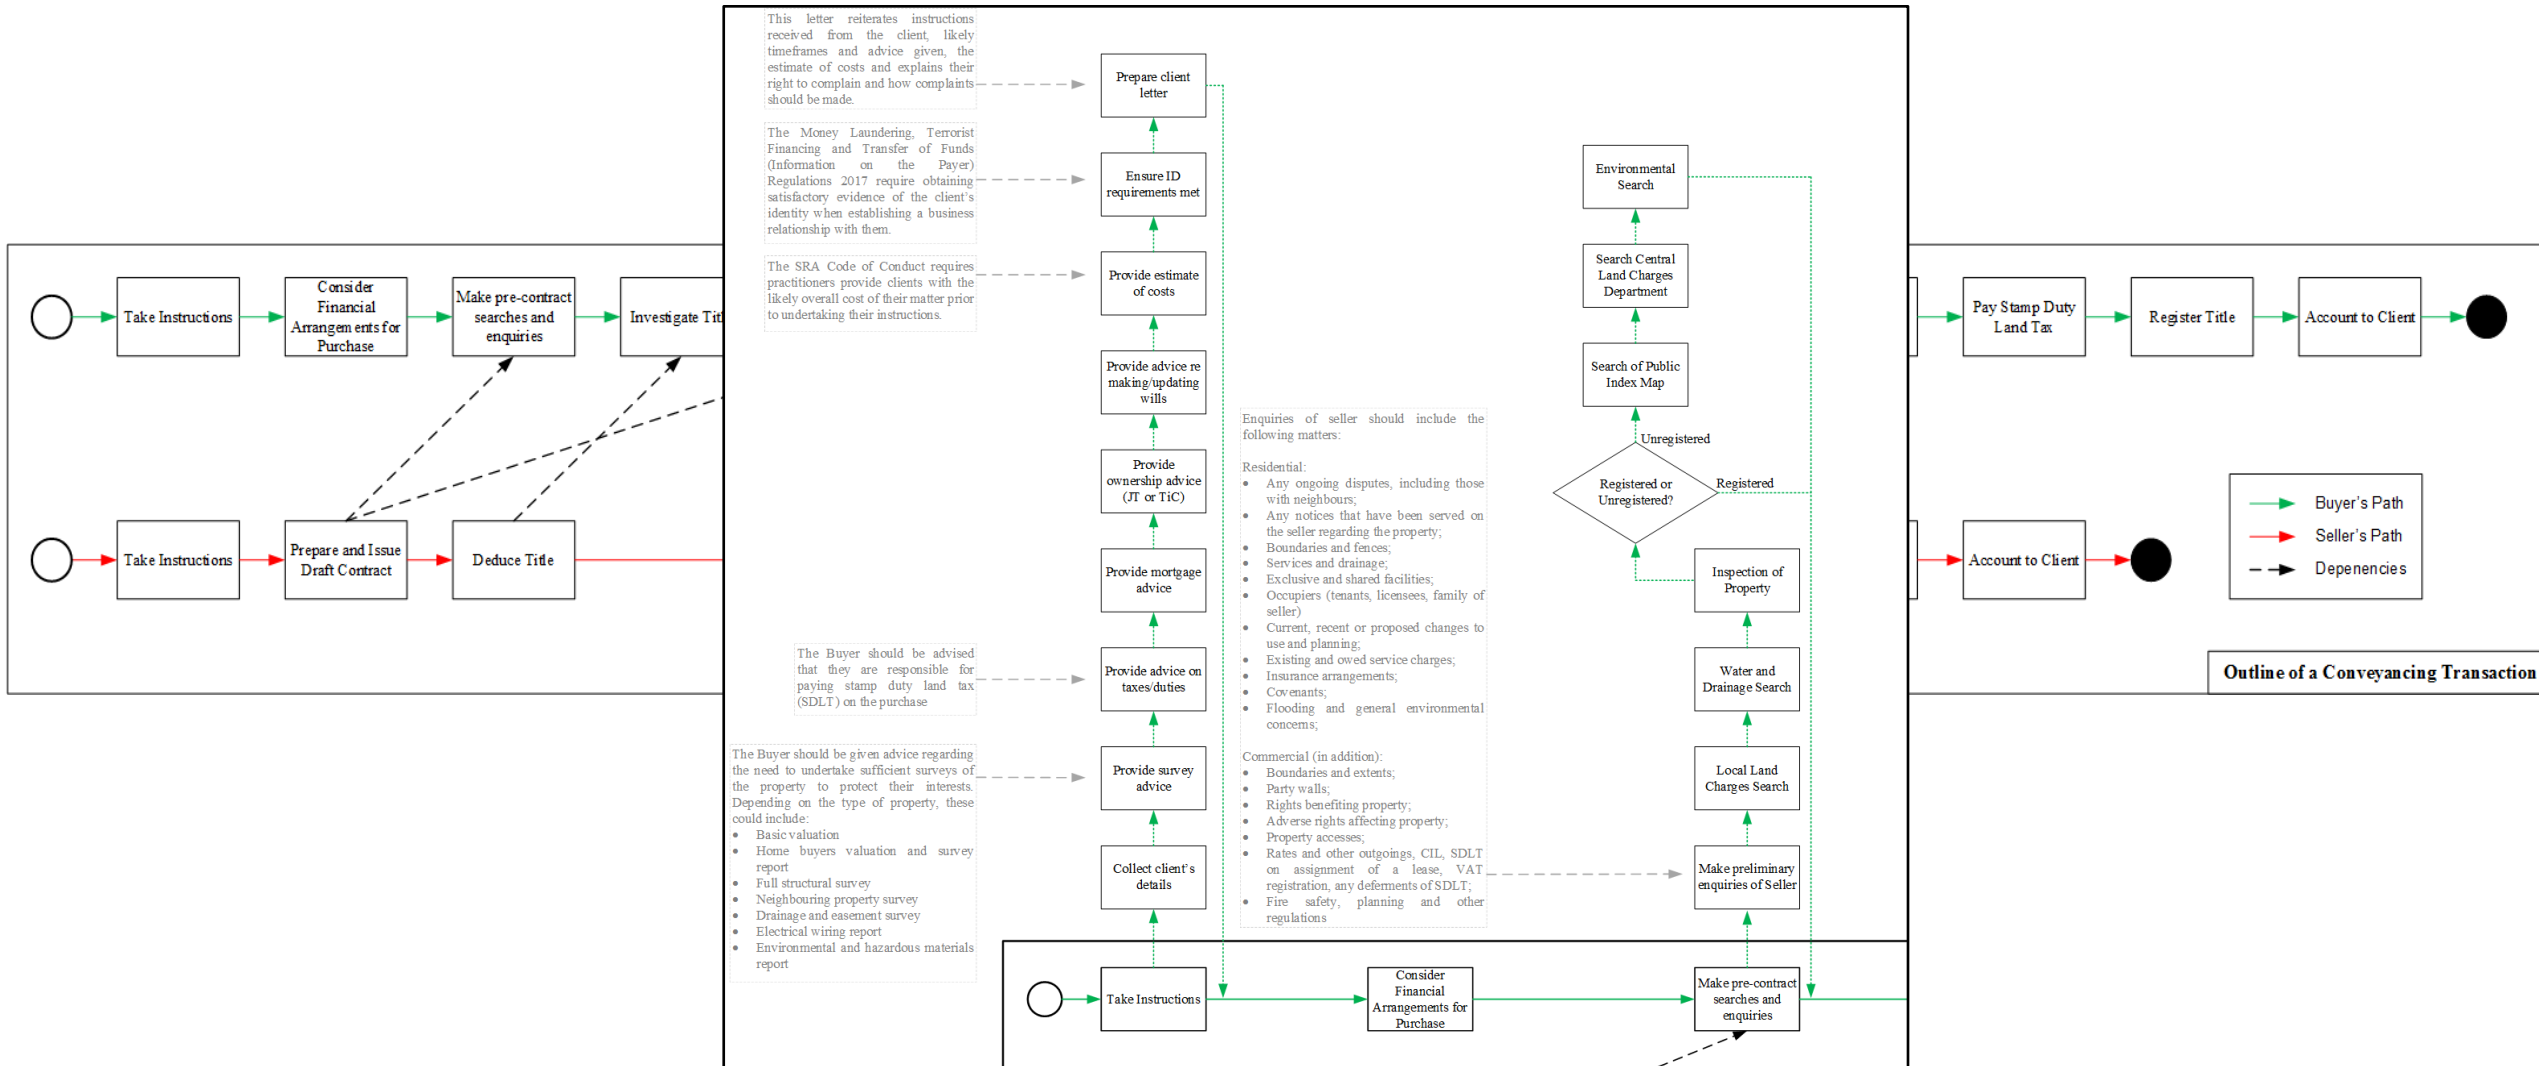 This letter reiterates instructions
received from the client, likely
timeframes and advice given, the
estimate of costs and explains their
right to complain and how complaints
should be made.
Prepare client
letter
The Money Laundering, Terrorist
Financing and Transfer of Funds
(Information on the Payer)
Regulations 2017 require obtaining
satisfactory evidence of the client's
identity when establishing a business
relationship with them.
Ensure ID
requirements met
The SRA Code of Conduct requires
practitioners provide clients with the
likely overall cost of their matter prior
to undertaking their instructions.
Provide estimate
of costs
Provide advice re
making/updating
wills
Provide
ownership advice
(JT or TiC)
Provide mortgage
advice
The Buyer should be advised
that they are responsible for
paying stamp duty land tax
(SDLT) on the purchase
Provide advice on
taxes/duties
The Buyer should be given advice regarding
the need to undertake sufficient surveys of
the property to protect their interests.
Depending on the type of property, these
could include:
• Basic valuation
• Home buyers valuation and survey
report
• Full structural survey
• Neighbouring property survey
• Drainage and easement survey
• Electrical wiring report
• Environmental and hazardous materials
report
Provide survey
advice
Collect client's
details
Environmental
Search
Search Central
Land Charges
Department
Search of Public
Index Map
Unregistered
Registered or
Unregistered?
Registered
Inspection of
Property
Water and
Drainage Search
Local Land
Charges Search
Make preliminary
enquiries of Seller
Enquiries of seller should include the
following matters:
Residential:
• Any ongoing disputes, including those
with neighbours;
• Any notices that have been served on
the seller regarding the property;
• Boundaries and fences;
• Services and drainage;
• Exclusive and shared facilities;
• Occupiers (tenants, licensees, family of
seller)
• Current, recent or proposed changes to
use and planning;
• Existing and owed service charges;
• Insurance arrangements;
• Covenants;
• Flooding and general environmental
concerns;
Commercial (in addition):
• Boundaries and extents;
• Party walls;
• Rights benefiting property;
• Adverse rights affecting property;
• Property accesses;
• Rates and other outgoings, CIL, SDLT
on assignment of a lease, VAT
registration, any deferments of SDLT;
• Fire safety, planning and other
regulations
Take Instructions
Consider
Financial
Arrangements for
Purchase
Make pre-contract
searches and
enquiries
Take Instructions
Consider
Financial
Arrangements for
Purchase
Make pre-contract
searches and
enquiries
Investigate Titl
Take Instructions
Prepare and Issue
Draft Contract
Deduce Title
Pay Stamp Duty
Land Tax
Register Title
Account to Client
Account to Client
Buyer's Path
Seller's Path
Depenencies
Outline of a Conveyancing Transaction